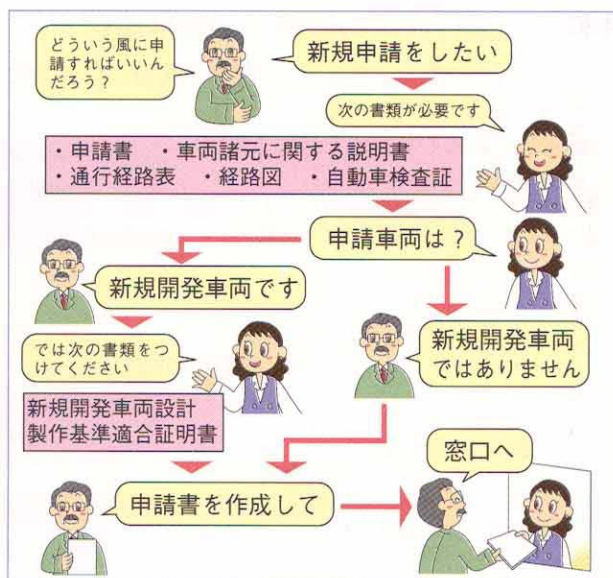 どういう風に申
請すればいいん
だろう？
新規申請をしたい
次の書類が必要です
・申請書　・車両諸元に関する説明書
・通行経路表　・経路図　・自動車検査証
申請車両は？
新規開発車両です
では次の書類をつ
けてください
新規開発車両設計
製作基準適合証明書
新規開発車両
ではありません
申請書を作成して
窓口へ